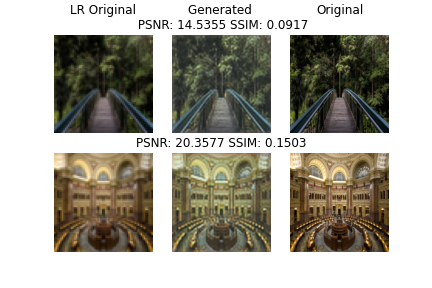 LR Original Generated Original
PSNR: 14.5355 SSIM: 0.0917
PSNR: 20.3577 SSIM: 0.1503